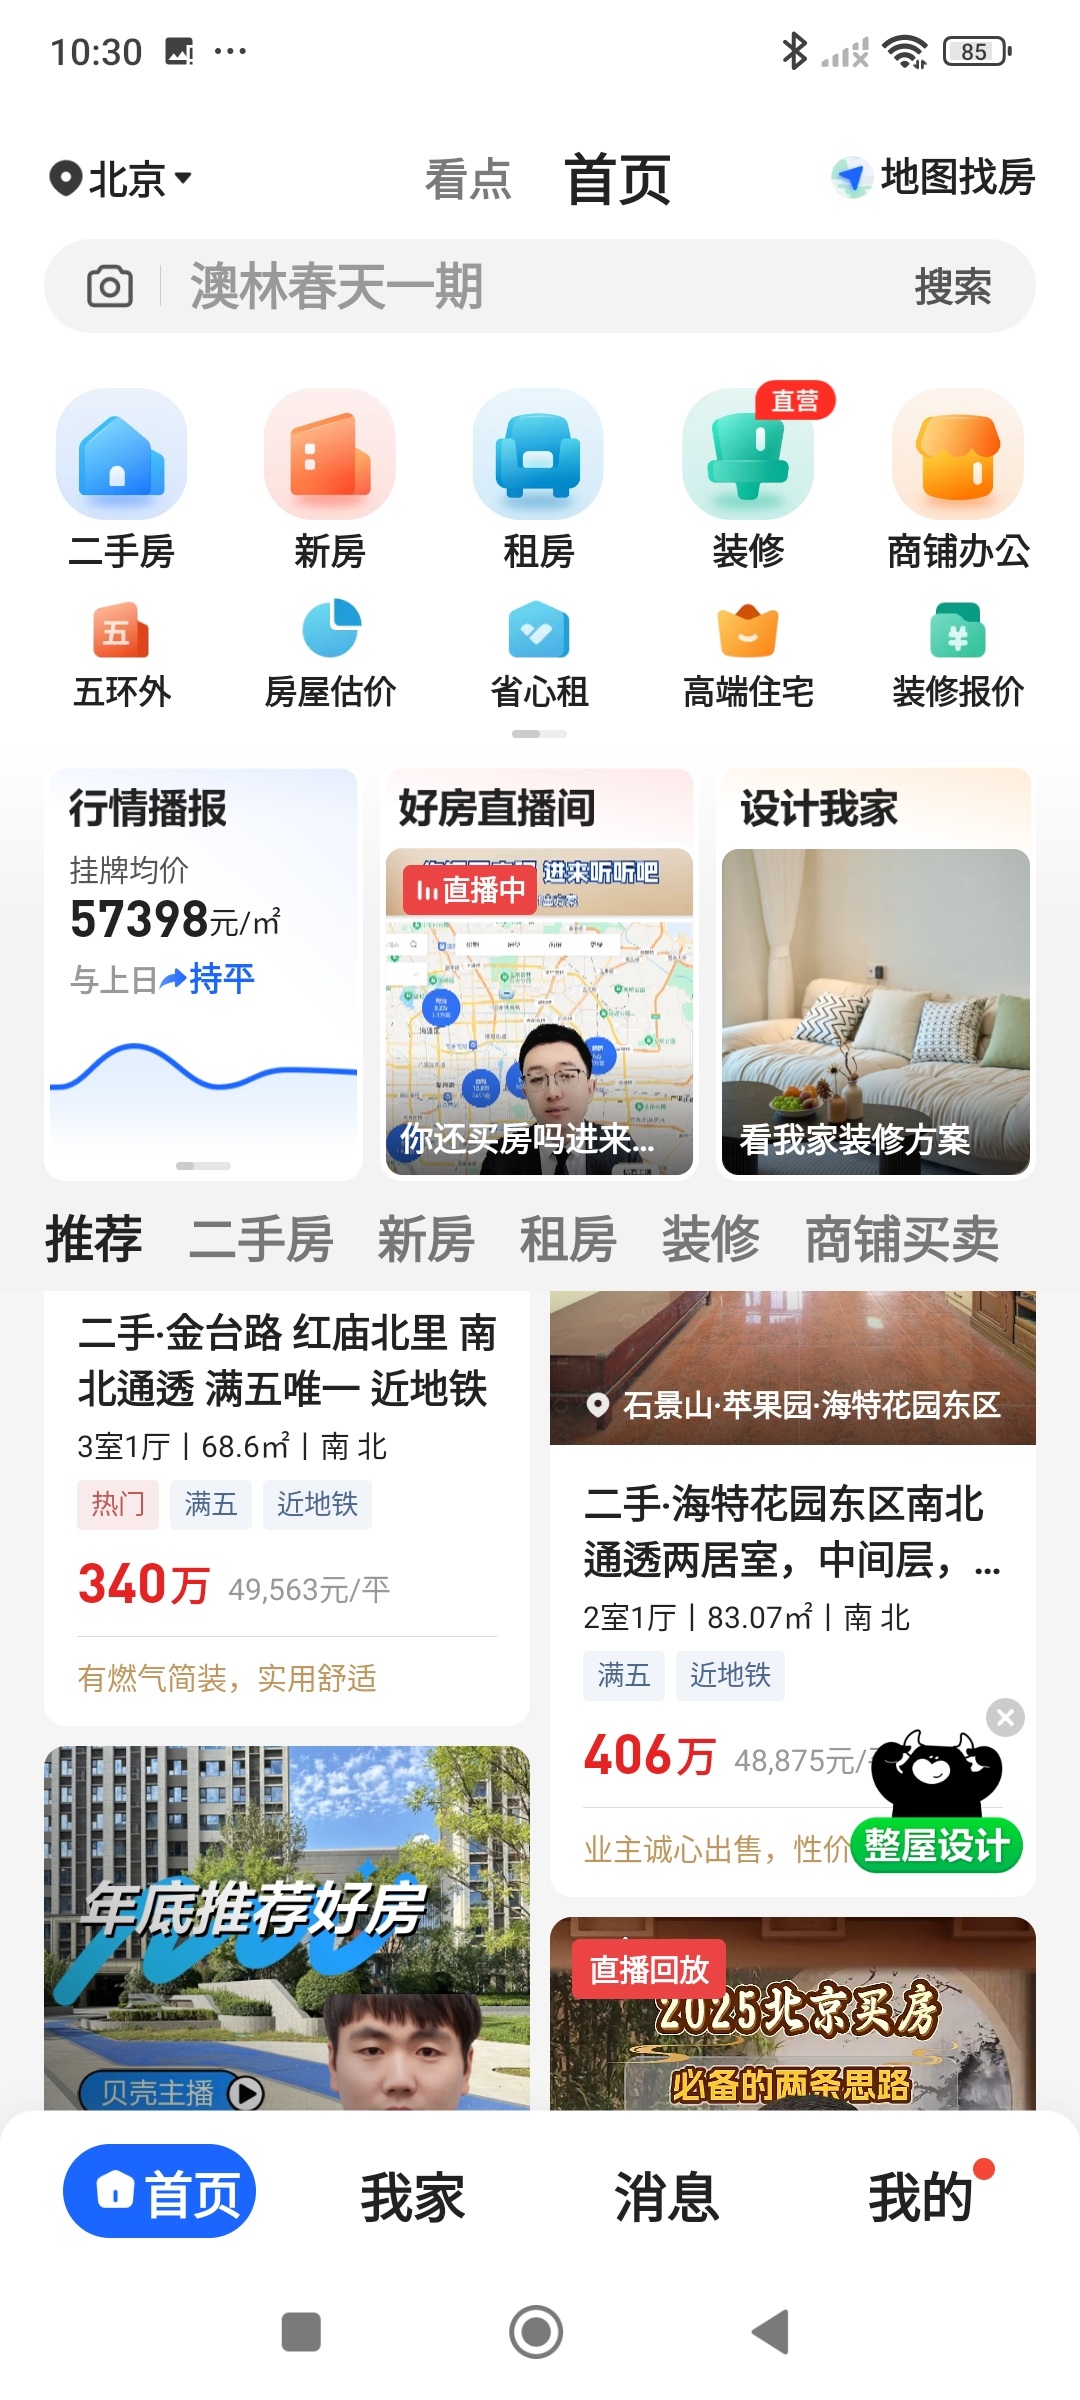 10:30
85
北京
看点
首页
地图找房
澳林春天一期
搜索
直营
二手房
新房
租房
装修
商铺办公
五
五环外
房屋估价
省心租
高端住宅
装修报价
行情播报
挂牌均价
57398元/㎡
与上日持平
好房直播间
进来听听吧
直播中
你还买房吗进来...
设计我家
看我家装修方案
推荐
二手房
新房
租房
装修
商铺买卖
二手·金台路 红庙北里 南
北通透 满五唯一 近地铁
3室1厅 | 68.6㎡ | 南 北
热门
满五
近地铁
340万 49,563元/平
有燃气简装，实用舒适
年底推荐好房
贝壳主播
石景山·苹果园·海特花园东区
二手·海特花园东区南北
通透两居室，中间层，...
2室1厅 | 83.07㎡ | 南 北
满五
近地铁
406万 48,875元/
业主诚心出售，性价
整屋设计
直播回放
2025北京买房
必备的两条思路
首页
我家
消息
我的